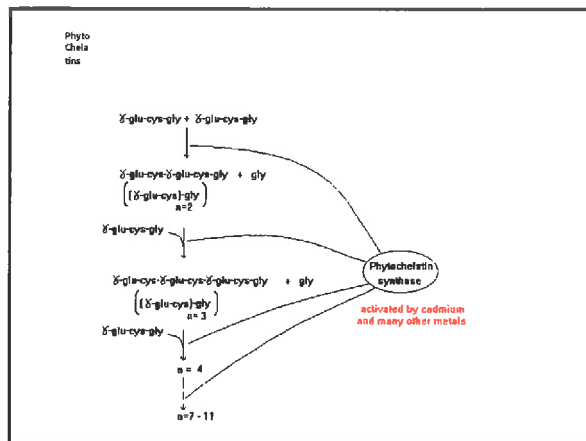 Phyto
Chela
tins
ɣ-glu-cys-gly + ɣ-glu-cys-gly
ɣ-glu-cys-ɣ-glu-cys-gly + gly
([ɣ-glu-cys]-gly)
n=2
ɣ-glu-cys-gly
ɣ-glu-cys-ɣ-glu-cys-ɣ-glu-cys-gly + gly
([ɣ-glu-cys]-gly)
n= 3
ɣ-glu-cys-gly
n = 4
n=7 - 11
Phytochelatin
synthase
activated by cadmium
and many other metals